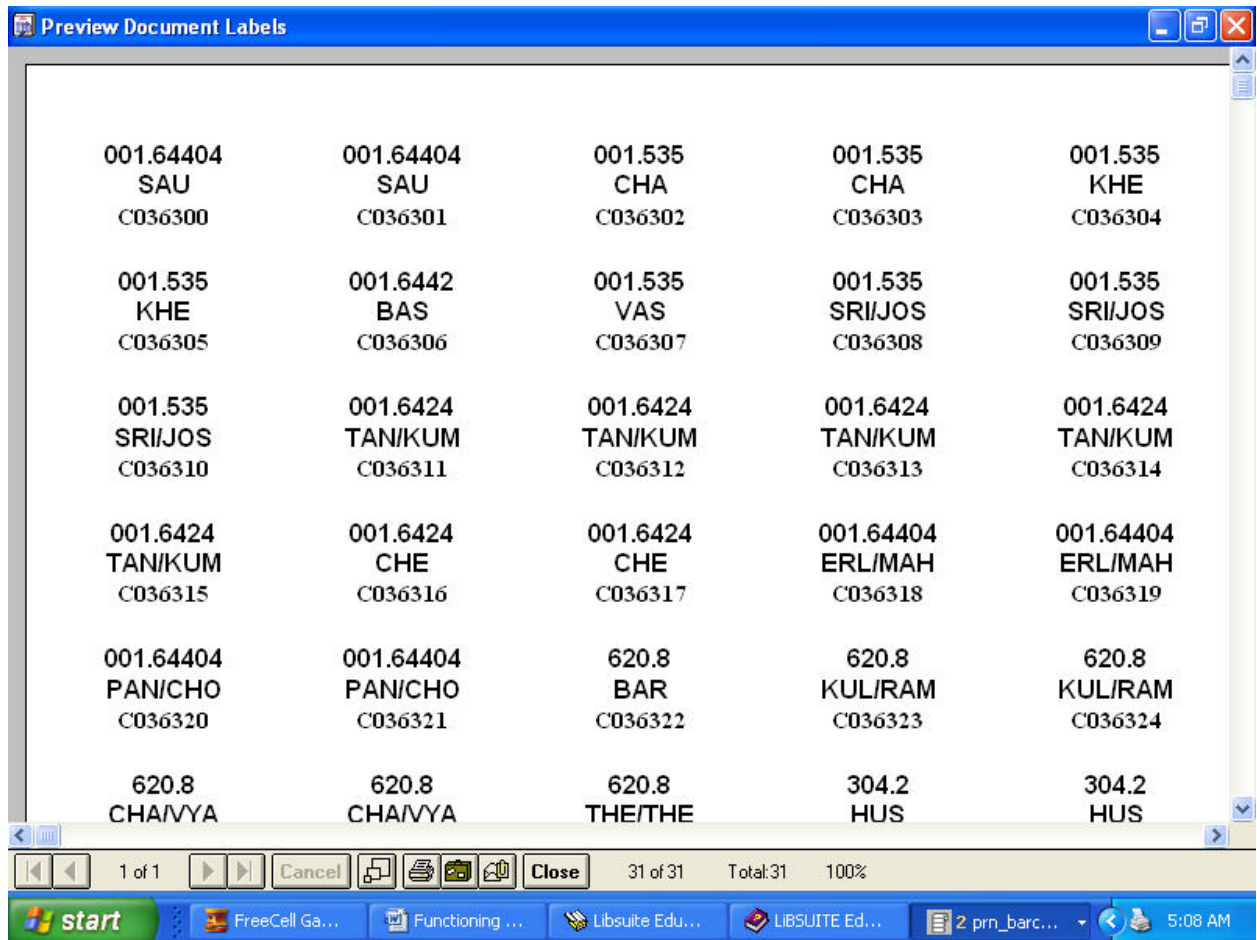 Preview Document Labels
001.64404 001.64404 001.535 001.535 001.535
SAU SAU CHA CHA KHE
C036300 C036301 C036302 C036303 C036304
001.535 001.6442 001.535 001.535 001.535
KHE BAS VAS SRI/JOS SRI/JOS
C036305 C036306 C036307 C036308 C036309
001.535 001.6424 001.6424 001.6424 001.6424
SRI/JOS TAN/KUM TAN/KUM TAN/KUM TAN/KUM
C036310 C036311 C036312 C036313 C036314
001.6424 001.6424 001.6424 001.64404 001.64404
TAN/KUM CHE CHE ERL/MAH ERL/MAH
C036315 C036316 C036317 C036318 C036319
001.64404 001.64404 620.8 620.8 620.8
PAN/CHO PAN/CHO BAR KUL/RAM KUL/RAM
C036320 C036321 C036322 C036323 C036324
620.8 620.8 620.8 304.2 304.2
CHA/VYA CHA/VYA THE/THE HUS HUS
1 of 1 Cancel Close 31 of 31 Total:31 100%
start FreeCell Ga... Functioning ... Libsuite Edu... LiBSUITE Ed... 2 prn_barc... 5:08 AM